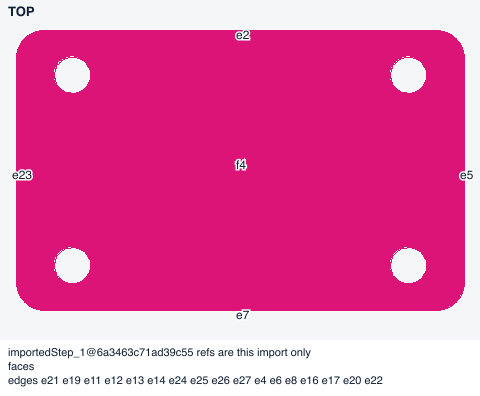 TOP
e2
f4
e23
e5
e7
importedStep_1@6a3463c71ad39c55 refs are this import only
faces
edges e21 e19 e11 e12 e13 e14 e24 e25 e26 e27 e4 e6 e8 e16 e17 e20 e22